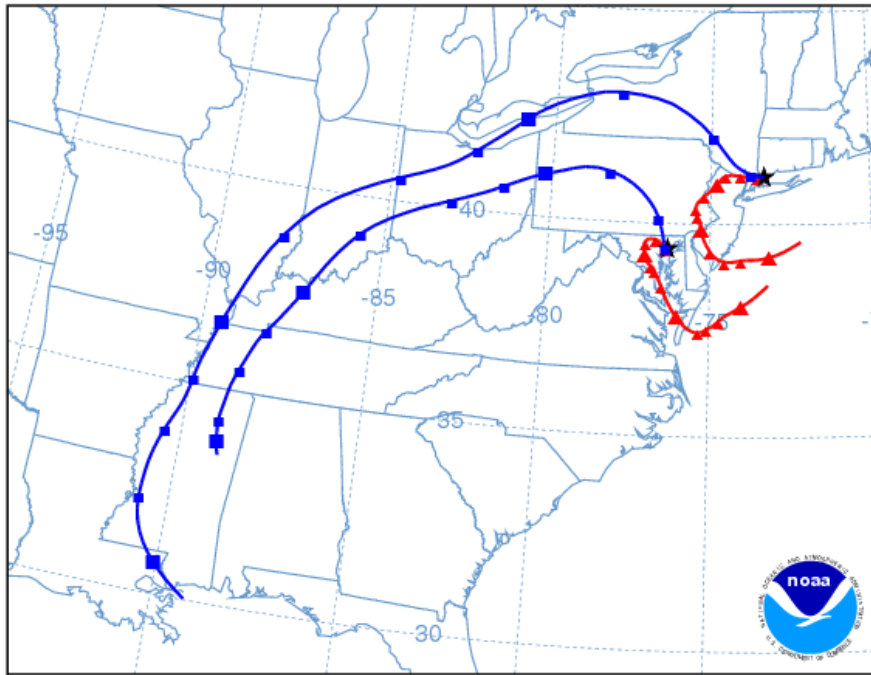 40
-95
-90
-85
-80
-75
35
30
noaa
NATIONAL OCEANIC AND ATMOSPHERIC ADMINISTRATION
U.S. DEPARTMENT OF COMMERCE